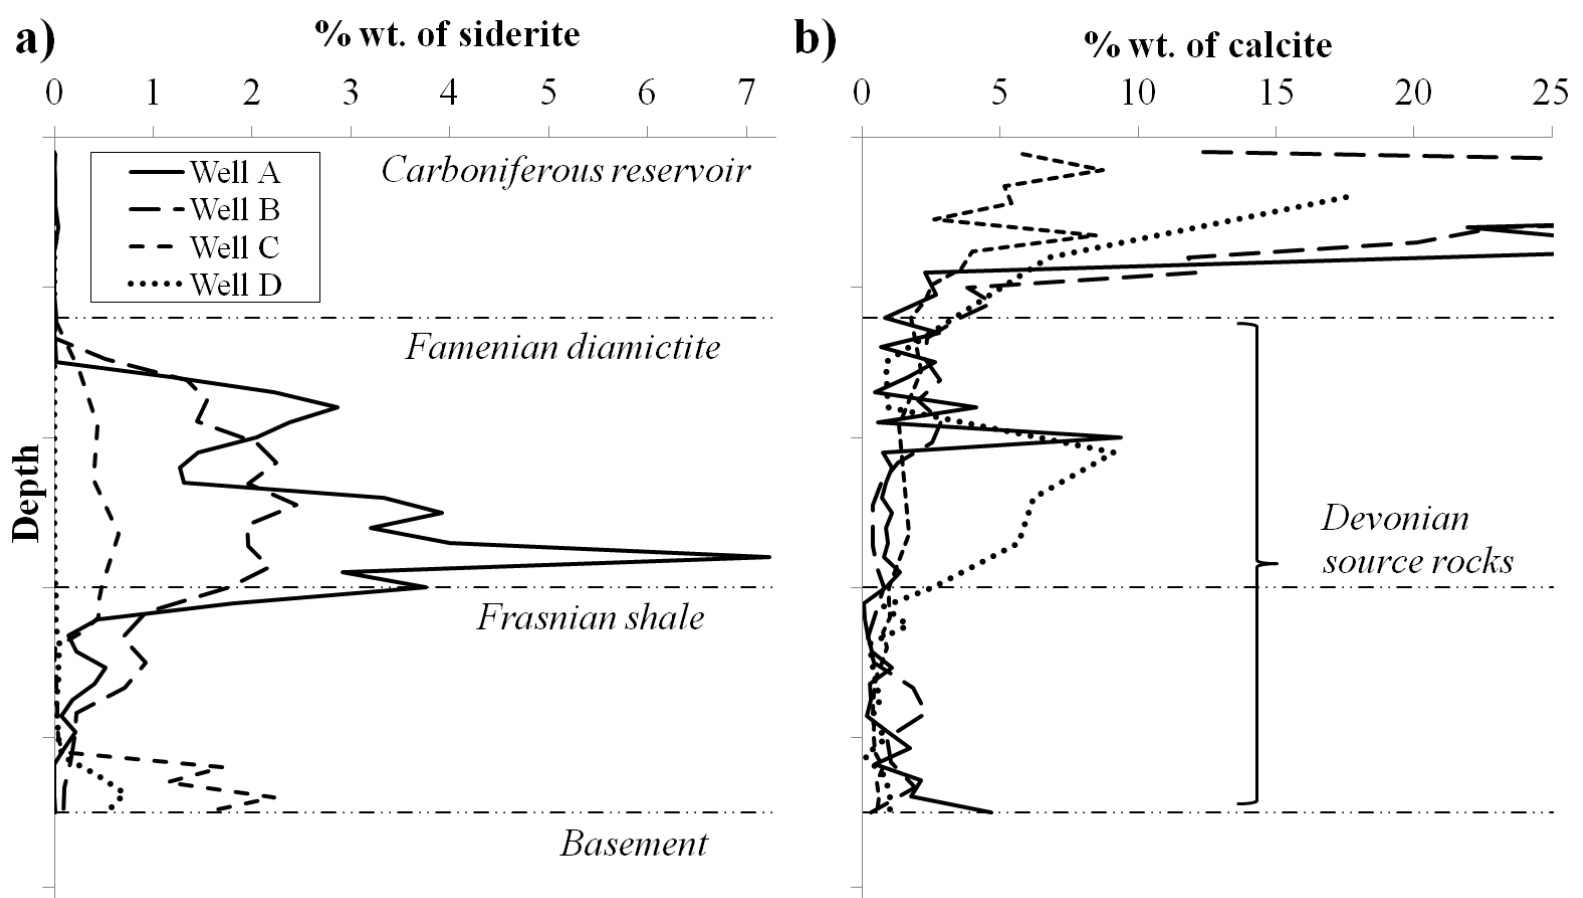 a)
% wt. of siderite
0 1 2 3 4 5 6 7
Well A
Well B
Well C
Well D
Carboniferous reservoir
Famenian diamictite
Frasnian shale
Basement
Depth
b)
% wt. of calcite
0 5 10 15 20 25
Devonian
source rocks